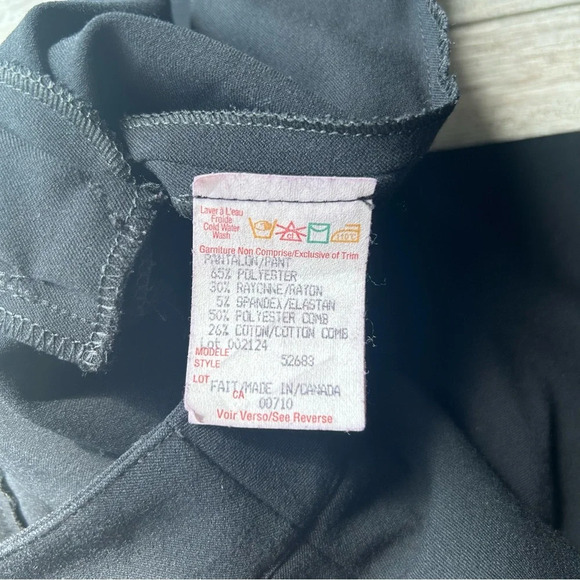 Laver à L'eau
Froide
Cold Water
Wash
Garniture Non Comprise/Exclusive of Trim
PANTALON/PANT
65% POLYESTER
30% RAYONNE/RAYON
5% SPANDEX/ELASTAN
50% POLYESTER COMB
26% COTON/COTTON COMB
Lot 002124
MODELE
STYLE 52683
LOT
FAIT/MADE IN/CANADA
CA 00710
Voir Verso/See Reverse